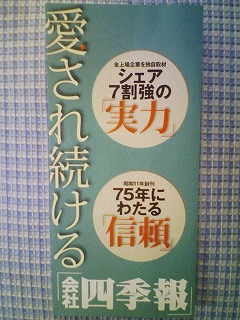 愛され続ける
全上場企業を独自取材
シェア
7割強の
「実力」
昭和11年創刊
75年に
わたる
「信頼」
「会社四季報」